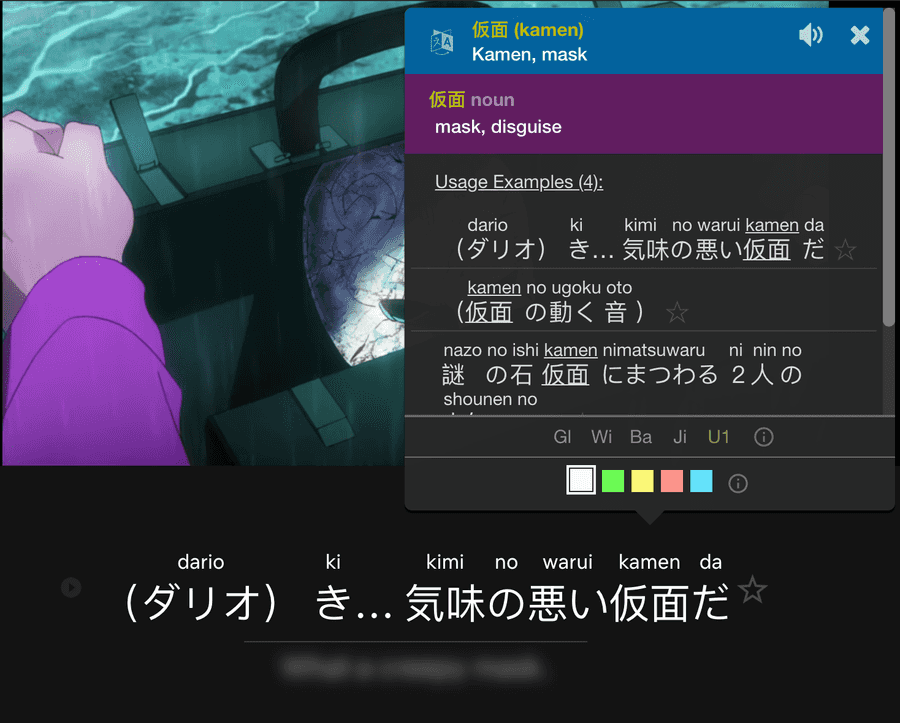 仮面 (kamen)
Kamen, mask
仮面 noun
mask, disguise
Usage Examples (4):
dario ki kimi no warui kamen da
（ダリオ） き… 気味の悪い仮面 だ ☆
kamen no ugoku oto
（仮面 の動く 音 ） ☆
nazo no ishi kamen nimatsuwaru ni nin no
謎 の石 仮面 にまつわる ２人 の
shounen no
Gl Wi Ba Ji U1
dario ki kimi no warui kamen da
（ダリオ） き… 気味の悪い仮面だ ☆
What a creepy mask.